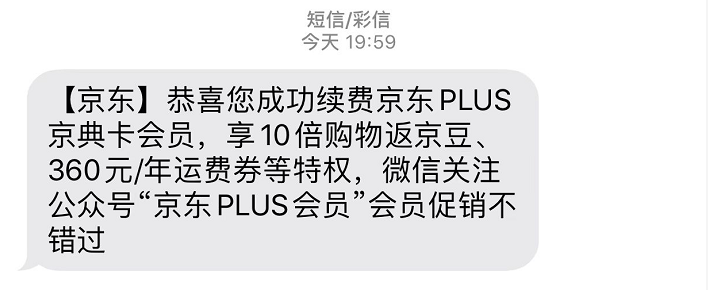 短信/彩信
今天 19:59
【京东】恭喜您成功续费京东PLUS
京典卡会员，享10倍购物返京豆、
360元/年运费券等特权，微信关注
公众号“京东PLUS会员”会员促销不
错过